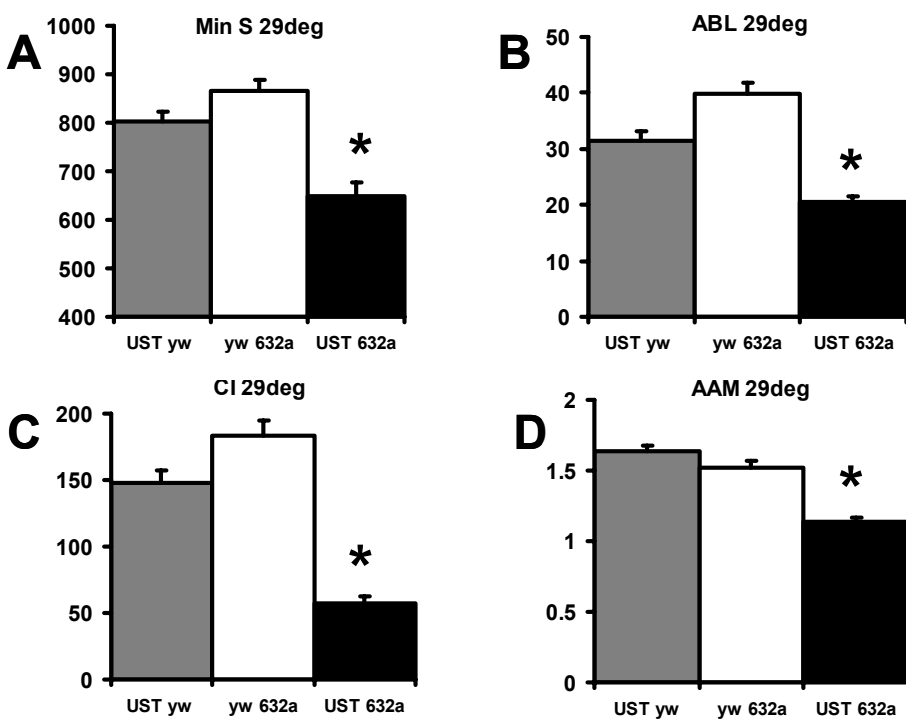 A
Min S 29deg
1000
900
800
700
600
500
400
*
UST yw yw 632a UST 632a
B
ABL 29deg
50
40
30
20
10
0
*
UST yw yw 632a UST 632a
C
CI 29deg
200
150
100
50
0
*
UST yw yw 632a UST 632a
D
AAM 29deg
2
1.5
1
0.5
0
*
UST yw yw 632a UST 632a